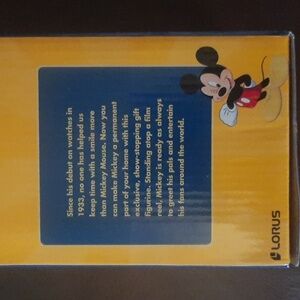 Since his debut on watches in
1933, no one has helped us
keep time with a smile more
than Mickey Mouse. Now you
can make Mickey a permanent
part of your home with this
exclusive, show-stopping gift
figurine. Standing atop a film
reel, Mickey is ready as always
to greet his pals and entertain
his fans around the world.
LORUS